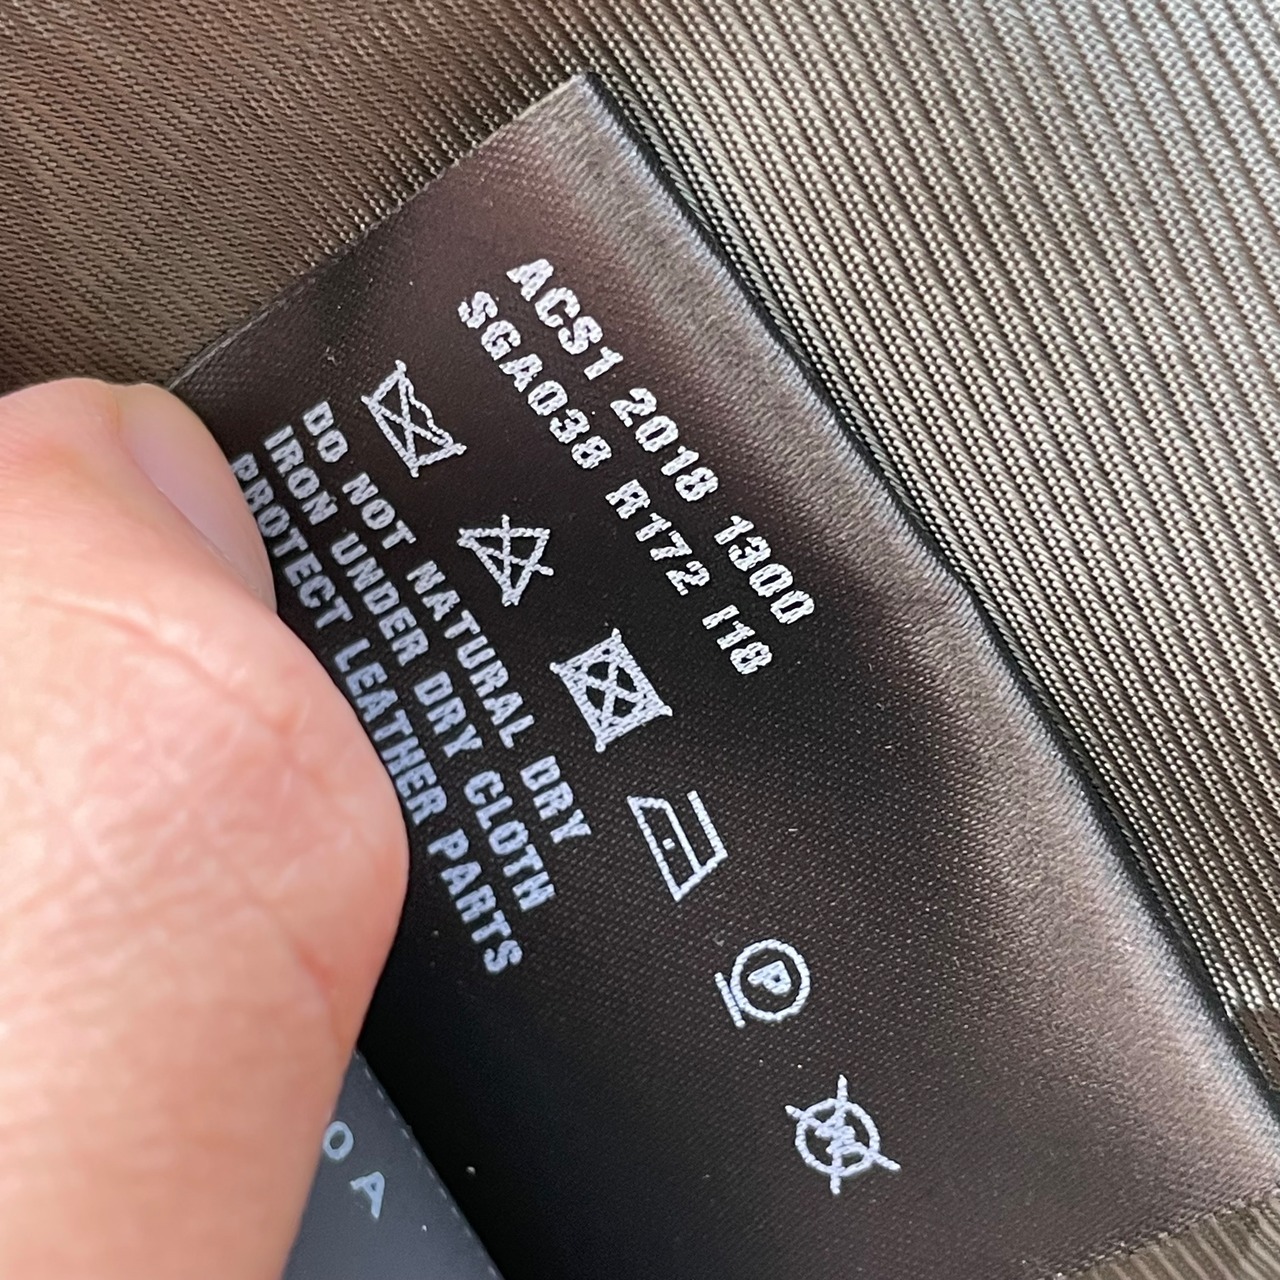 ACS1 2018 1300
SGA038 R172 I18
P
W
DO NOT NATURAL DRY
IRON UNDER DRY CLOTH
PROTECT LEATHER PARTS
O A